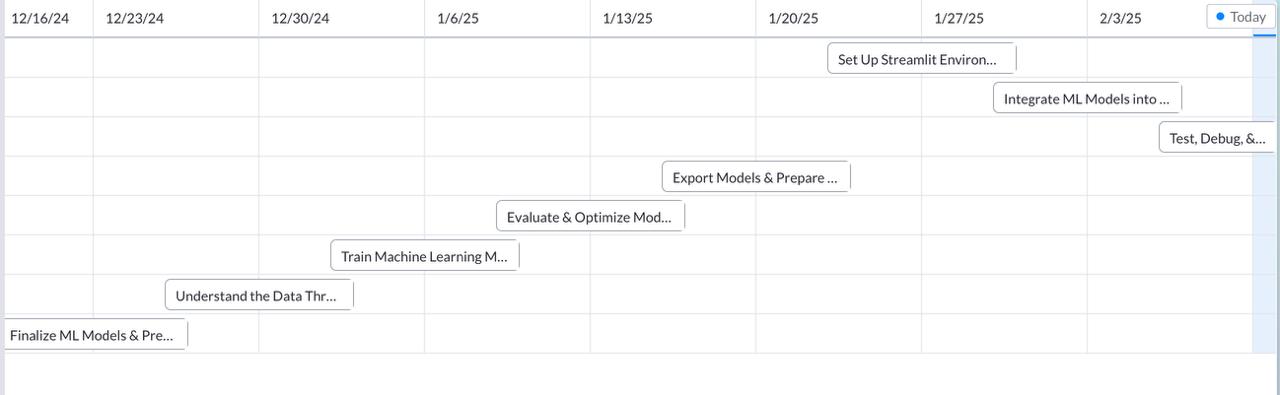 12/16/24 12/23/24 12/30/24 1/6/25 1/13/25 1/20/25 1/27/25 2/3/25 Today
Set Up Streamlit Environ...
Integrate ML Models into ...
Test, Debug, &...
Export Models & Prepare ...
Evaluate & Optimize Mod...
Train Machine Learning M...
Understand the Data Thr...
Finalize ML Models & Pre...